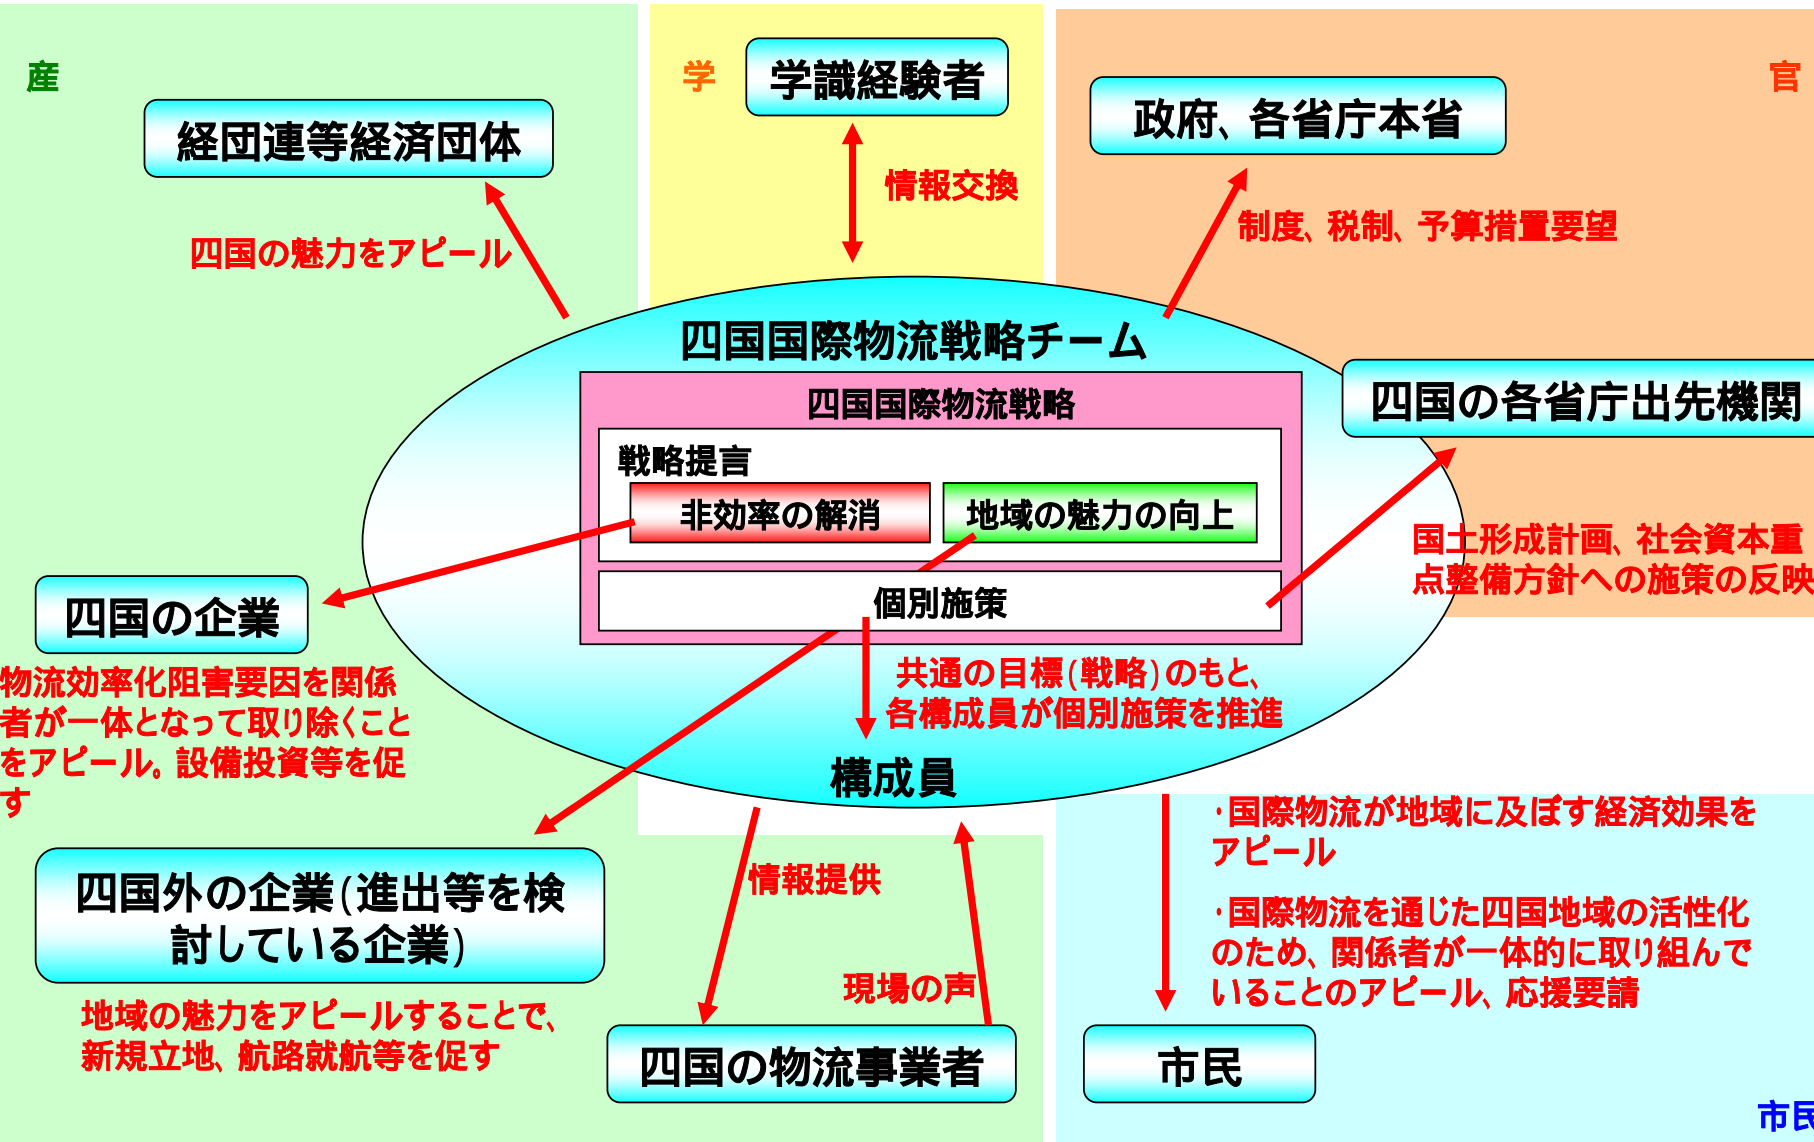 産
学
官
学識経験者
政府、各省庁本省
経団連等経済団体
情報交換
制度、税制、予算措置要望
四国の魅力をアピール
四国国際物流戦略チーム
四国国際物流戦略
四国の各省庁出先機関
戦略提言
非効率の解消
地域の魅力の向上
国土形成計画、社会資本重
点整備方針への施策の反映
個別施策
四国の企業
物流効率化阻害要因を関係
者が一体となって取り除くこと
をアピール。設備投資等を促
す
共通の目標(戦略)のもと、
各構成員が個別施策を推進
構成員
・国際物流が地域に及ぼす経済効果を
アピール
・国際物流を通じた四国地域の活性化
のため、関係者が一体的に取り組んで
いることのアピール、応援要請
四国外の企業(進出等を検
討している企業)
情報提供
現場の声
地域の魅力をアピールすることで、
新規立地、航路就航等を促す
四国の物流事業者
市民
市民